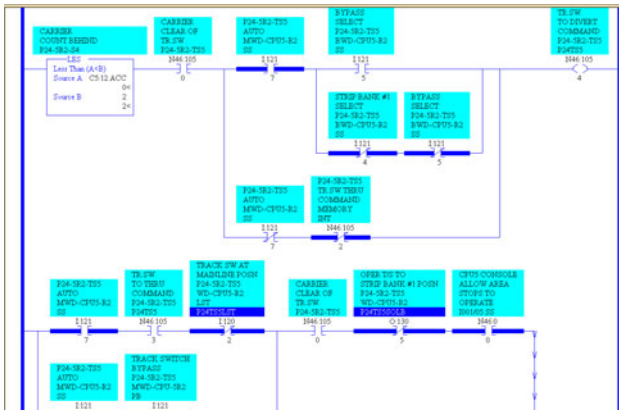 CARRIER
COUNT BEHIND
P24-5R2-S4
LES
Less Than (A<B)
Source A C5:12.ACC
0<
Source B 2
2<
CARRIER
CLEAR OF
TR.SW
P24-5R2-TS5
N46:105
0
P24-5R2-TS5
AUTO
MWD-CPU5-R2
SS
I:121
7
BYPASS
SELECT
P24-5R2-TS5
BWD-CPU5-R2
SS
I:121
5
TR.SW
TO DIVERT
COMMAND
P24-5R2-TS5
P24TS5
N46:105
4
STRIP BANK #1
SELECT
P24-5R2-TS5
BWD-CPU5-R2
SS
I:121
4
BYPASS
SELECT
P24-5R2-TS5
BWD-CPU5-R2
SS
I:121
5
P24-5R2-TS5
AUTO
MWD-CPU5-R2
SS
I:121
7
P24-5R2-TS5
TR.SW THRU
COMMAND
MEMORY
INT
N46:105
2
P24-5R2-TS5
AUTO
MWD-CPU5-R2
SS
I:121
7
TR.SW
TO THRU
COMMAND
P24-5R2-TS5
P24TS5
N46:105
3
TRACK SW AT
MAINLINE POSN
P24-5R2-TS5
WD-CPU5-R2
LST
P24TS5LST
I:120
2
CARRIER
CLEAR OF
TR.SW
P24-5R2-TS5
N46:105
0
OPER DS TO
STRIP BANK #1 POSN
P24-5R2-TS5
WD-CPU5-R2
P24TS5SOLB
O:130
5
CPU5 CONSOLE
ALLOW AREA
STOPS TO
OPERATE
I001/05 SS
N46:0
0
P24-5R2-TS5
AUTO
MWD-CPU5-R2
SS
I:121
TRACK SWITCH
BYPASS
P24-5R2-TS5
MWD-CPU-5R2
PB
I:121